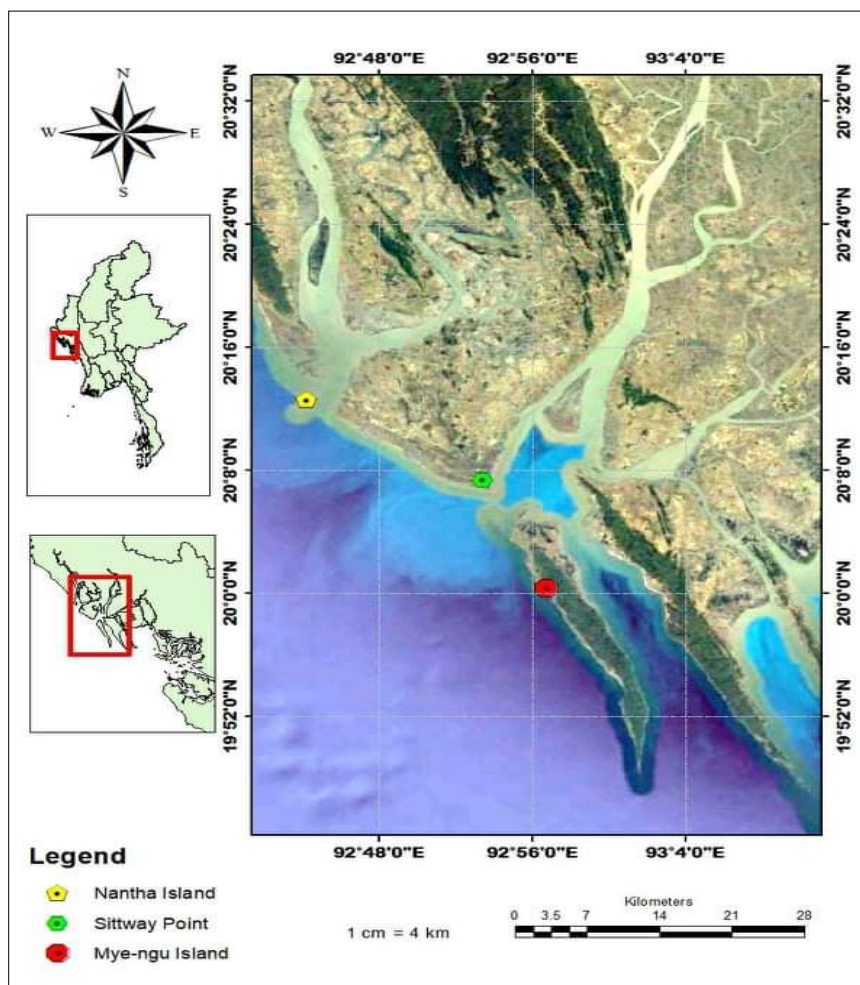 N
W E
S
92°48'0"E 92°56'0"E 93°4'0"E
20°32'0"N 20°32'0"N
20°24'0"N 20°24'0"N
20°16'0"N 20°16'0"N
20°8'0"N 20°8'0"N
20°0'0"N 20°0'0"N
19°52'0"N 19°52'0"N
92°48'0"E 92°56'0"E 93°4'0"E
Legend
Nantha Island
Sittway Point
Mye-ngu Island
1 cm = 4 km
Kilometers
0 3.5 7 14 21 28